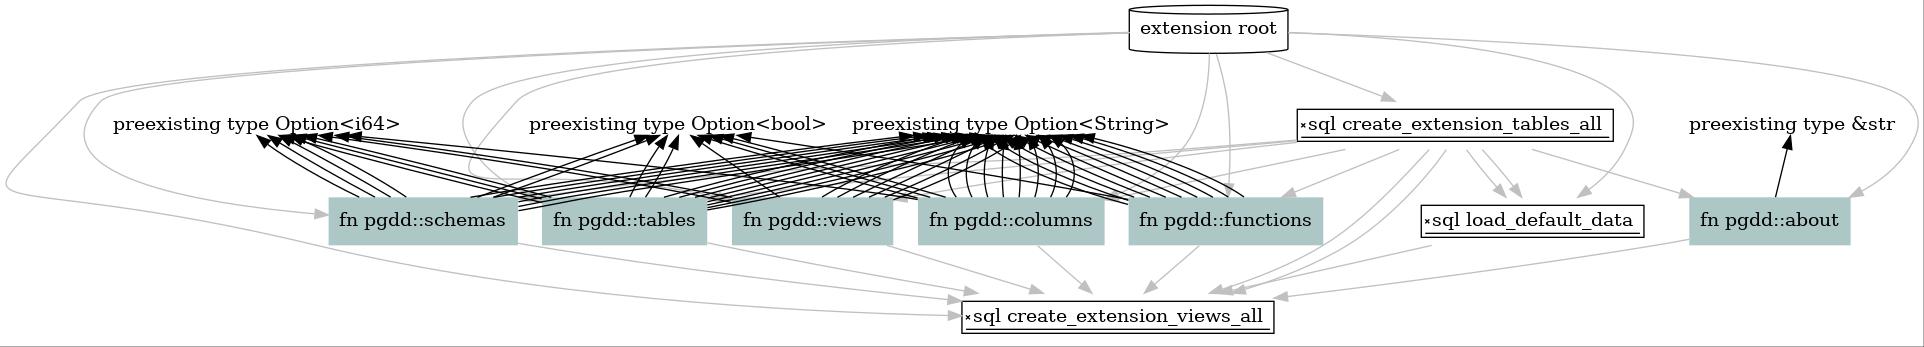 extension root
preexisting type Option<i64>
preexisting type Option<bool>
preexisting type Option<String>
sql create_extension_tables_all
preexisting type &str
fn pgdd::schemas
fn pgdd::tables
fn pgdd::views
fn pgdd::columns
fn pgdd::functions
sql load_default_data
fn pgdd::about
sql create_extension_views_all